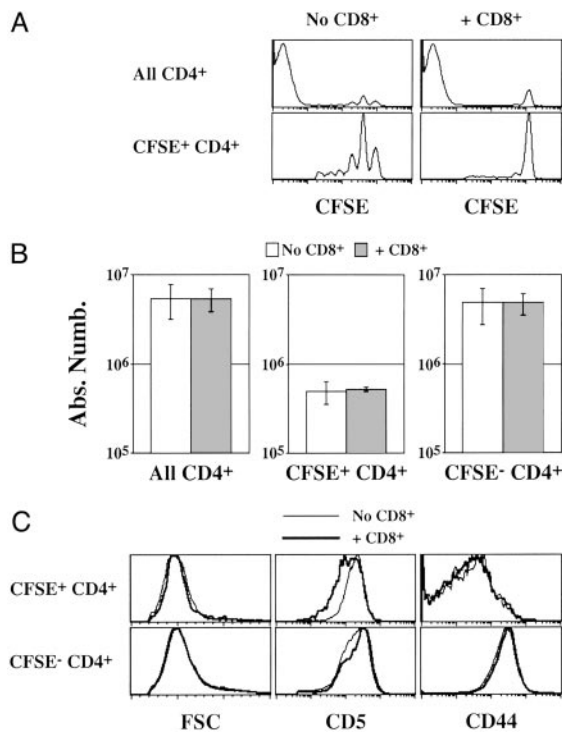 A
No CD8⁺ + CD8⁺
All CD4⁺
CFSE⁺ CD4⁺
CFSE CFSE
B
No CD8⁺ + CD8⁺
Abs. Numb.
10⁷ 10⁷ 10⁷
10⁶ 10⁶ 10⁶
10⁵ 10⁵ 10⁵
All CD4+ CFSE⁺ CD4+ CFSE⁻ CD4+
C
No CD8⁺
+ CD8⁺
CFSE⁺ CD4⁺
CFSE⁻ CD4⁺
FSC CD5 CD44